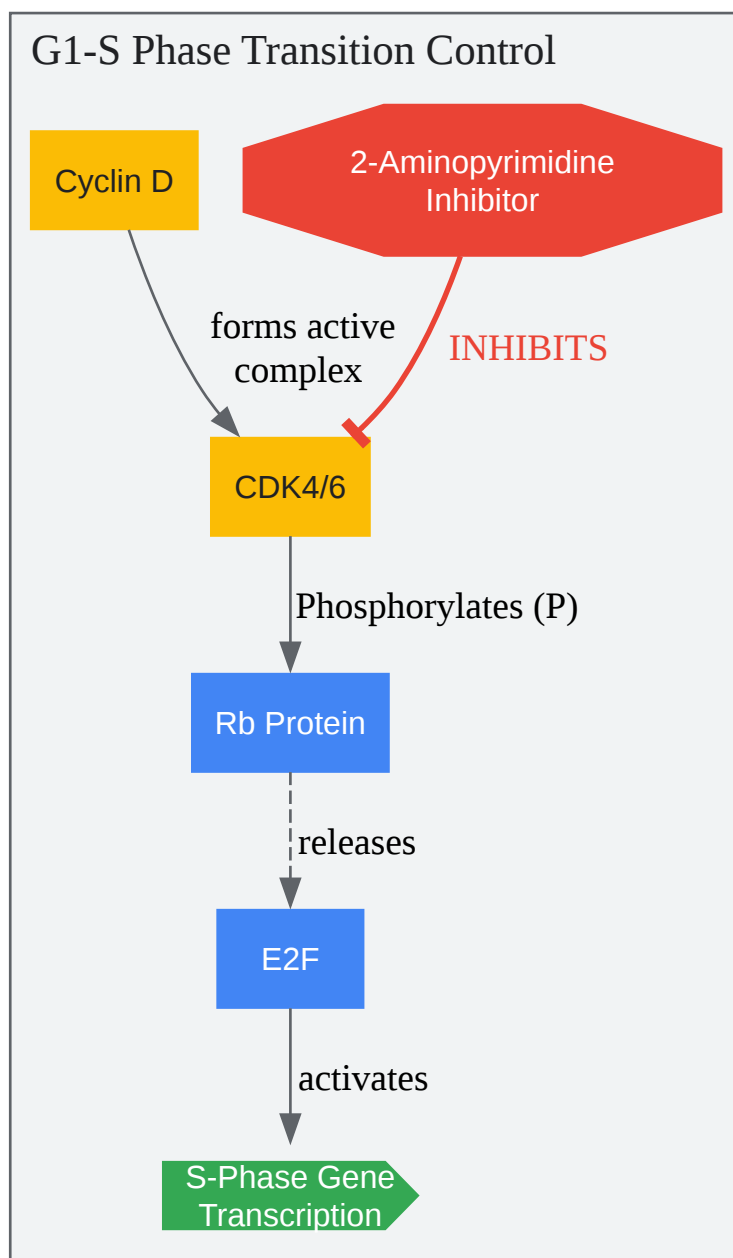 G1-S Phase Transition Control
Cyclin D
2-Aminopyrimidine
Inhibitor
forms active
complex
INHIBITS
CDK4/6
Phosphorylates (P)
Rb Protein
releases
E2F
activates
S-Phase Gene
Transcription